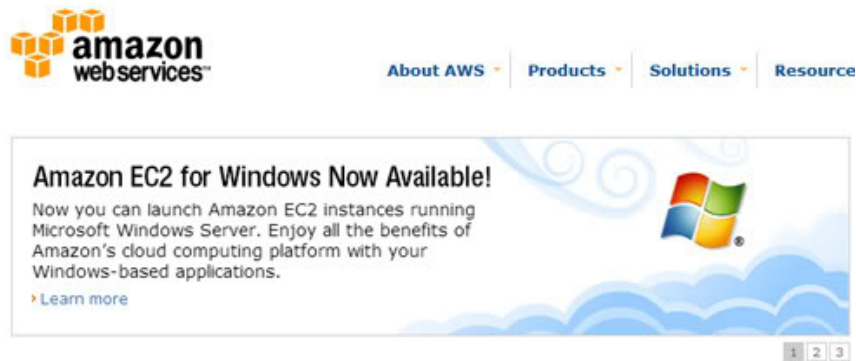 amazon
webservices™
About AWS Products Solutions Resource
Amazon EC2 for Windows Now Available!
Now you can launch Amazon EC2 instances running
Microsoft Windows Server. Enjoy all the benefits of
Amazon's cloud computing platform with your
Windows-based applications.
Learn more
®
1 2 3